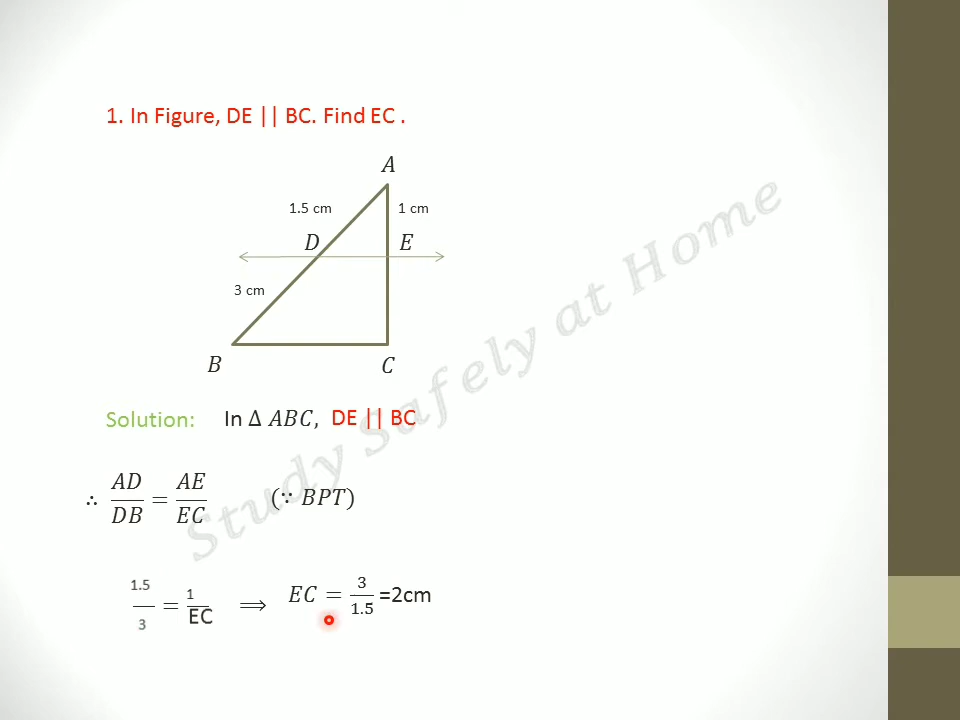 1. In Figure, DE || BC. Find EC .
A
1.5 cm
1 cm
D
E
3 cm
B
C
Study Safely at Home
Solution: In Δ ABC, DE || BC
∴ AD/DB = AE/EC (∵ BPT)
1.5/3 = 1/EC ⟹ EC = 3/1.5 =2cm